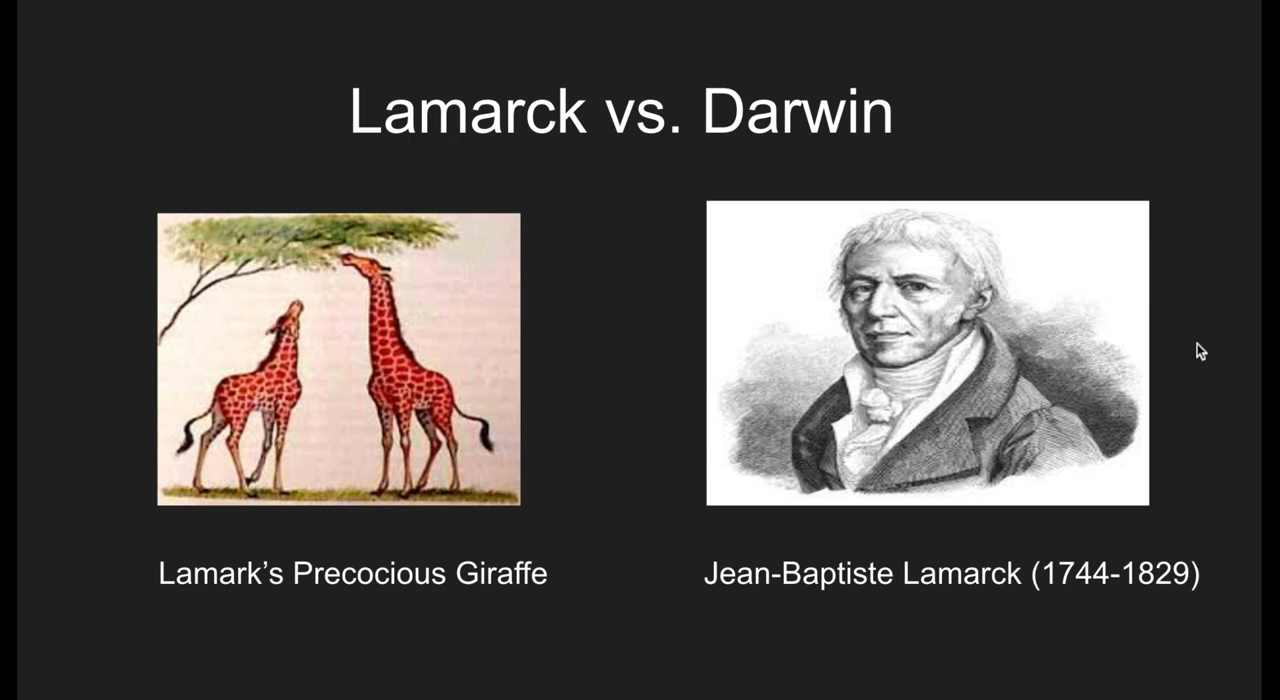 Lamarck vs. Darwin
Lamark’s Precocious Giraffe
Jean-Baptiste Lamarck (1744-1829)